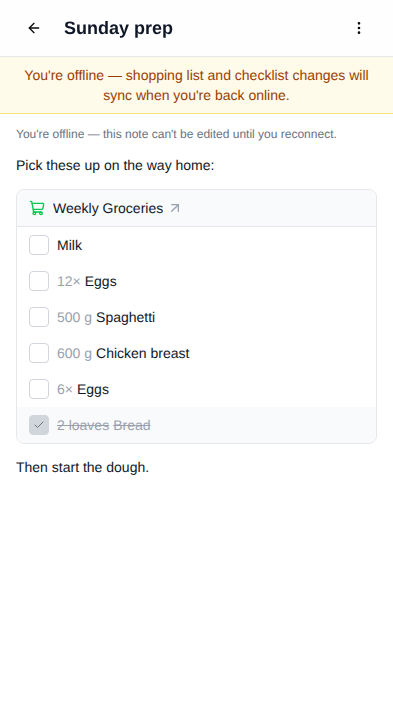 Sunday prep
You're offline — shopping list and checklist changes will
sync when you're back online.
You're offline — this note can't be edited until you reconnect.
Pick these up on the way home:
Weekly Groceries
Milk
12× Eggs
500 g Spaghetti
600 g Chicken breast
6× Eggs
2 loaves Bread
Then start the dough.